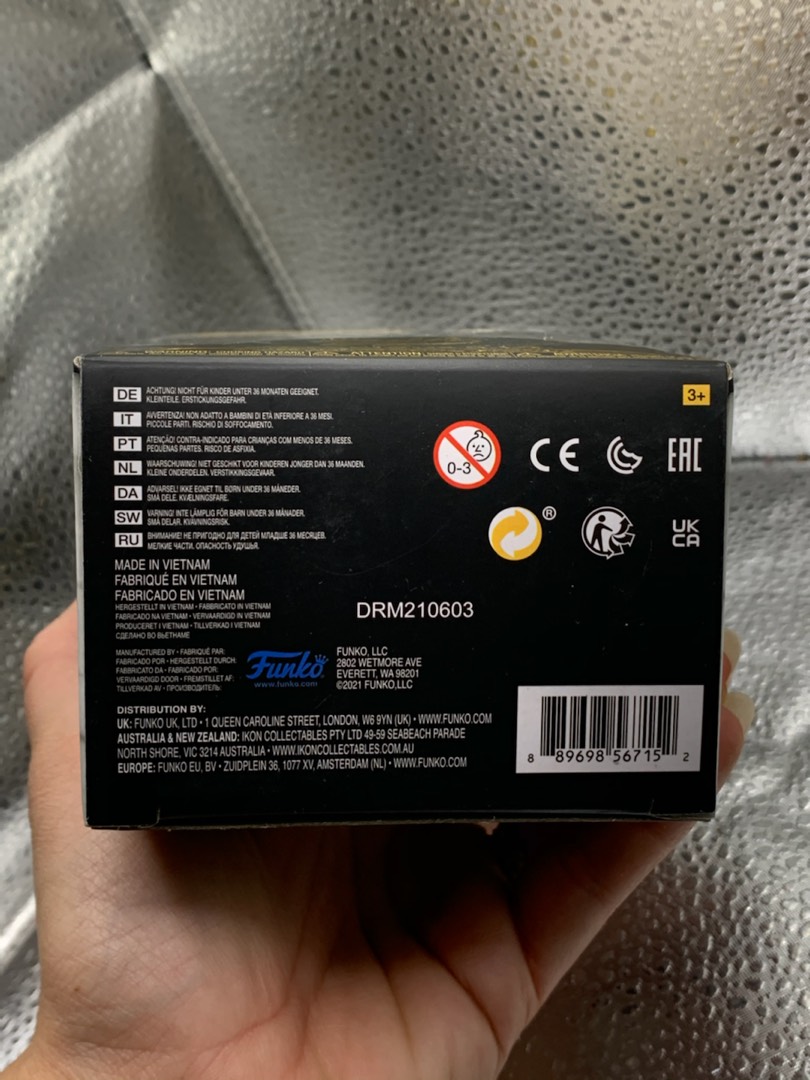 DE ACHTUNG! NICHT FÜR KINDER UNTER 36 MONATEN GEEIGNET.
KLEINTEILE. ERSTICKUNGSGEFAHR.
IT AVVERTENZA! NON ADATTO A BAMBINI DI ETÀ INFERIORE A 36 MESI.
PICCOLE PARTI. RISCHIO DI SOFFOCAMENTO.
PT ATENÇÃO! CONTRA-INDICADO PARA CRIANÇAS COM MENOS DE 36 MESES.
PEQUENAS PARTES. RISCO DE ASFIXIA.
NL WAARSCHUWING! NIET GESCHIKT VOOR KINDEREN JONGER DAN 36 MAANDEN.
KLEINE ONDERDELEN. VERSTIKKINGSGEVAAR.
DA ADVARSEL! IKKE EGNET TIL BØRN UNDER 36 MÅNEDER.
SMÅ DELE. KVÆLNINGSFARE.
SW VARNING! INTE LÄMPLIG FÖR BARN UNDER 36 MÅNADER.
SMÅ DELAR. KVÄVNINGSRISK.
RU ВНИМАНИЕ! НЕ ПРИГОДНО ДЛЯ ДЕТЕЙ МЛАДШЕ 36 МЕСЯЦЕВ.
МЕЛКИЕ ЧАСТИ. ОПАСНОСТЬ УДУШЬЯ.
3+
0-3
CE
EAC
®
UK
CA
MADE IN VIETNAM
FABRIQUÉ EN VIETNAM
FABRICADO EN VIETNAM
HERGESTELLT IN VIETNAM • FABBRICATO IN VIETNAM
FABRICADO NA VIETNAM • VERVAARDIGD IN VIETNAM
PRODUCERET I VIETNAM • TILLVERKAD I VIETNAM
СДЕЛАНО ВО ВЬЕТНАМЕ
DRM210603
MANUFACTURED BY • FABRIQUÉ PAR:
FABRICADO POR • HERGESTELLT DURCH:
FABBRICATO DA • FABRICADO POR:
VERVAARDIGD DOOR • FREMSTILLET AF:
TILLVERKAD AV • ПРОИЗВОДИТЕЛЬ:
Funko
www.funko.com
FUNKO, LLC
2802 WETMORE AVE
EVERETT, WA 98201
©2021 FUNKO,LLC
DISTRIBUTION BY:
UK: FUNKO UK, LTD • 1 QUEEN CAROLINE STREET, LONDON, W6 9YN (UK) • WWW.FUNKO.COM
AUSTRALIA & NEW ZEALAND: IKON COLLECTABLES PTY LTD 49-59 SEABEACH PARADE
NORTH SHORE, VIC 3214 AUSTRALIA • WWW.IKONCOLLECTABLES.COM.AU
EUROPE: FUNKO EU, BV • ZUIDPLEIN 36, 1077 XV, AMSTERDAM (NL) • WWW.FUNKO.COM
8 89698 56715 2